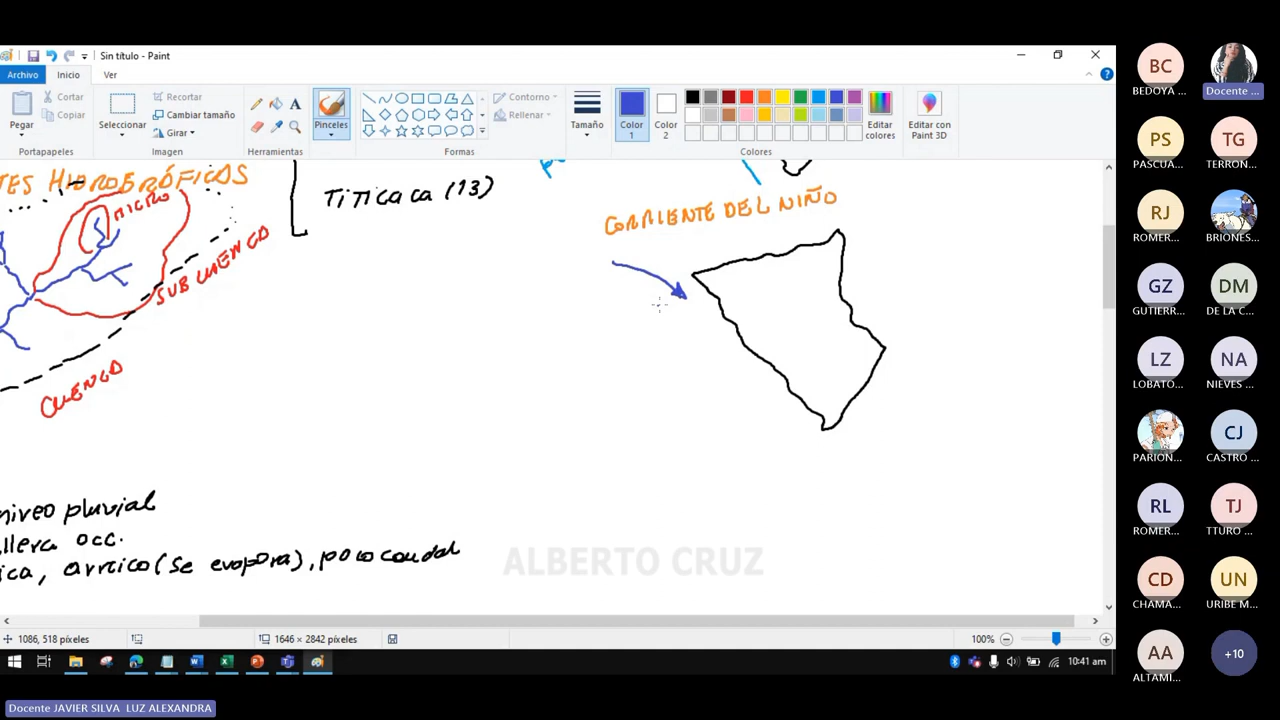 Sin título - Paint
Archivo
Inicio
Ver
Pegar
Cortar
Copiar
Portapapeles
Seleccionar
Recortar
Cambiar tamaño
Girar
Imagen
Herramientas
Pinceles
Contorno
Rellenar
Formas
Tamaño
Color 1
Color 2
Editar colores
Colores
Editar con Paint 3D
TES HIDROGRÁFICOS
MICRO
SUBCUENCA
CUENCA
TITICACA (13)
CORRIENTE DEL NIÑO
niveo pluvial
llera occ.
ica, arreico (se evapora), poco caudal
ALBERTO CRUZ
1086, 518 píxeles
1646 × 2842 píxeles
100%
10:41 am
Docente JAVIER SILVA LUZ ALEXANDRA
BC
BEDOYA ...
Docente ...
PS
PASCUA...
TG
TERRON...
RJ
ROMER...
BRIONES...
GZ
GUTIERR...
DM
DE LA C...
LZ
LOBATO...
NA
NIEVES ...
PARION...
CJ
CASTRO ...
RL
ROMER...
TJ
TTURO ...
CD
CHAMA...
UN
URIBE M...
AA
ALTAMI...
+10